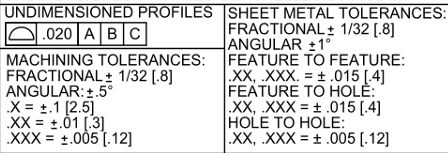 UNDIMENSIONED PROFILES
⌓ .020 A B C
MACHINING TOLERANCES:
FRACTIONAL ± 1/32 [.8]
ANGULAR: ±.5°
.X = ±.1 [2.5]
.XX = ±.01 [.3]
.XXX = ±.005 [.12]
SHEET METAL TOLERANCES:
FRACTIONAL ± 1/32 [.8]
ANGULAR ±1°
FEATURE TO FEATURE:
.XX, .XXX. = ± .015 [.4]
FEATURE TO HOLE:
.XX, .XXX = ± .015 [.4]
HOLE TO HOLE:
.XX, .XXX = ± .005 [.12]